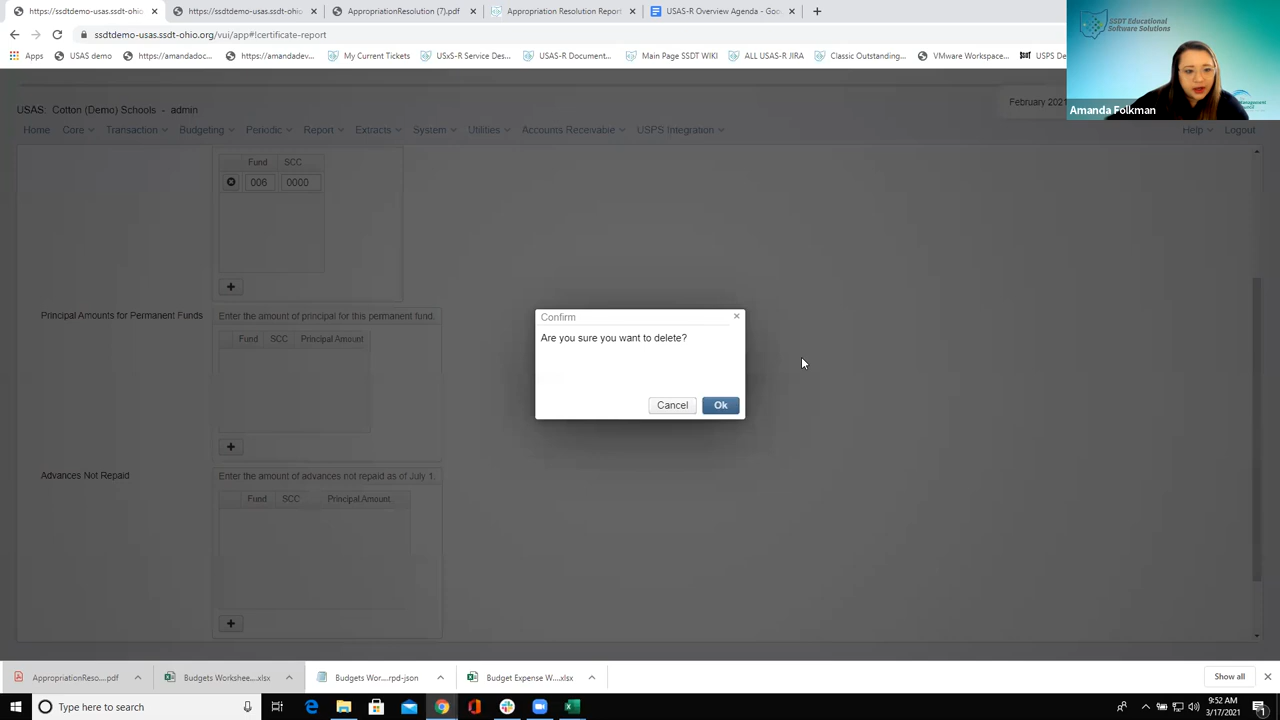 https://ssdtdemo-usas.ssdt-ohio.
https://ssdtdemo-usas.ssdt-ohio.
AppropriationResolution (7).pdf
Appropriation Resolution Report
USAS-R Overview Agenda - Goo
ssdtdemo-usas.ssdt-ohio.org/vui/app#!certificate-report
Apps
USAS demo
https://amandadoc...
https://amandadev...
My Current Tickets
USxS-R Service Des...
USAS-R Document...
Main Page SSDT WIKI
ALL USAS-R JIRA
Classic Outstanding...
VMware Workspace...
USPS De
SSDT Educational
Software Solutions
Amanda Folkman
USAS: Cotton (Demo) Schools - admin
February 2021
Home
Core
Transaction
Budgeting
Periodic
Report
Extracts
System
Utilities
Accounts Receivable
USPS Integration
Help
Logout
Fund SCC
006 0000
Principal Amounts for Permanent Funds
Enter the amount of principal for this permanent fund.
Fund SCC Principal Amount
Advances Not Repaid
Enter the amount of advances not repaid as of July 1.
Fund SCC Principal Amount
Confirm
Are you sure you want to delete?
Cancel
Ok
AppropriationReso....pdf
Budgets Workshee....xlsx
Budgets Wor....rpd-json
Budget Expense W....xlsx
Show all
Type here to search
9:52 AM
3/17/2021
1